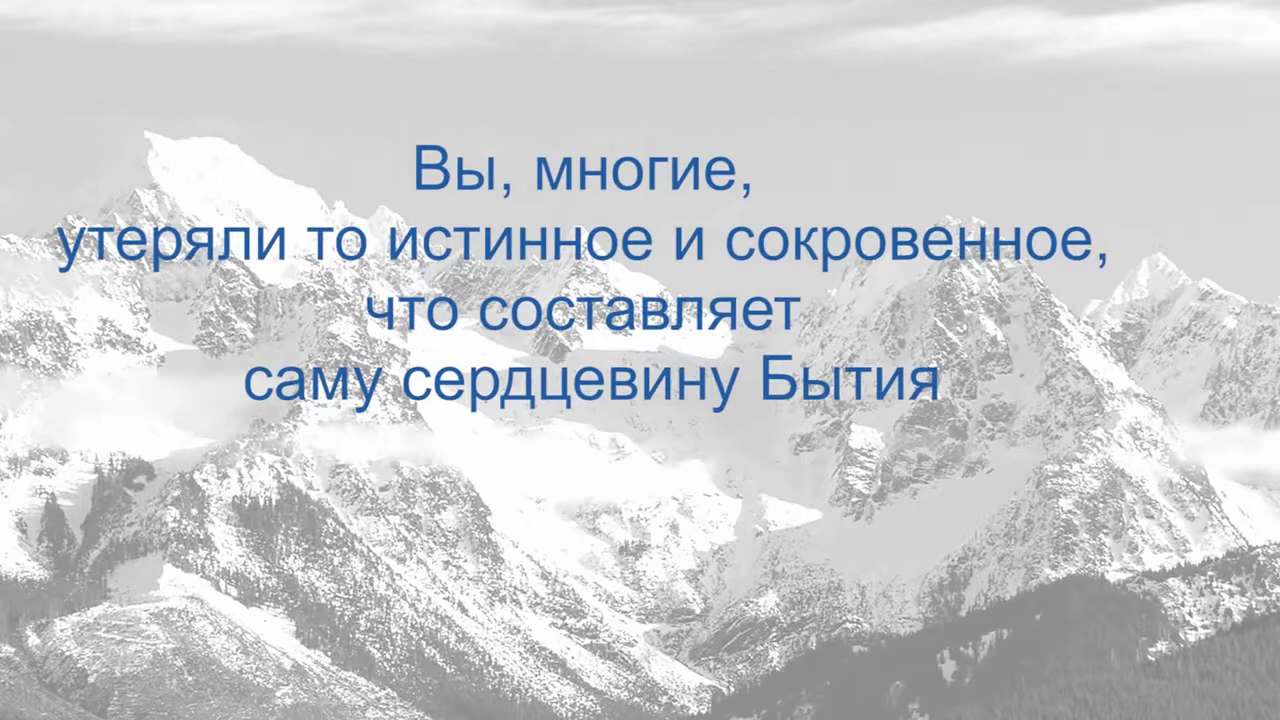 Вы, многие,
утеряли то истинное и сокровенное,
что составляет
саму сердцевину Бытия